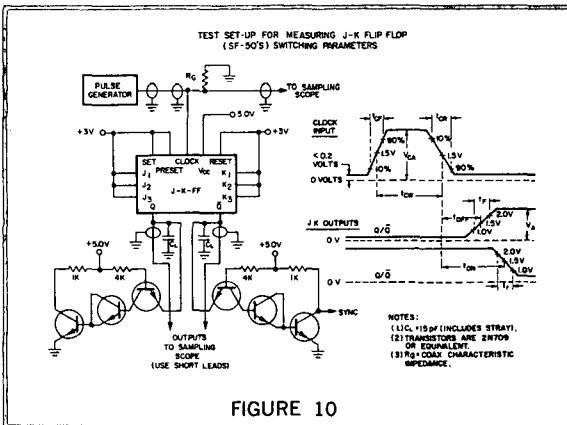 TEST SET-UP FOR MEASURING J-K FLIP FLOP
(SF-50'S) SWITCHING PARAMETERS
PULSE
GENERATOR
RG
TO SAMPLING
SCOPE
5.0V
+3V
+3V
SET CLOCK RESET
PRESET VCC
J1 K1
J2 K2
J3 K3
J-K-FF
Q Q̄
CL
CL
+5.0V
+5.0V
1K
4K
4K
1K
SYNC
OUTPUTS
TO SAMPLING
SCOPE
(USE SHORT LEADS)
CLOCK
INPUT
tCF
tCR
90%
10%
1.5V
1.5V
VCA
10%
90%
<0.2
VOLTS
0 VOLTS
tCW
tF
tOFF
2.0V
1.5V
1.0V
VA
J K OUTPUTS
Q/Q̄
0 V
tON
2.0V
1.5V
1.0V
Q/Q̄
0 V
NOTES:
(1) CL =15pf (INCLUDES STRAY).
(2) TRANSISTORS ARE 2N709
OR EQUIVALENT.
(3) RG= COAX CHARACTERISTIC
IMPEDANCE.
FIGURE 10